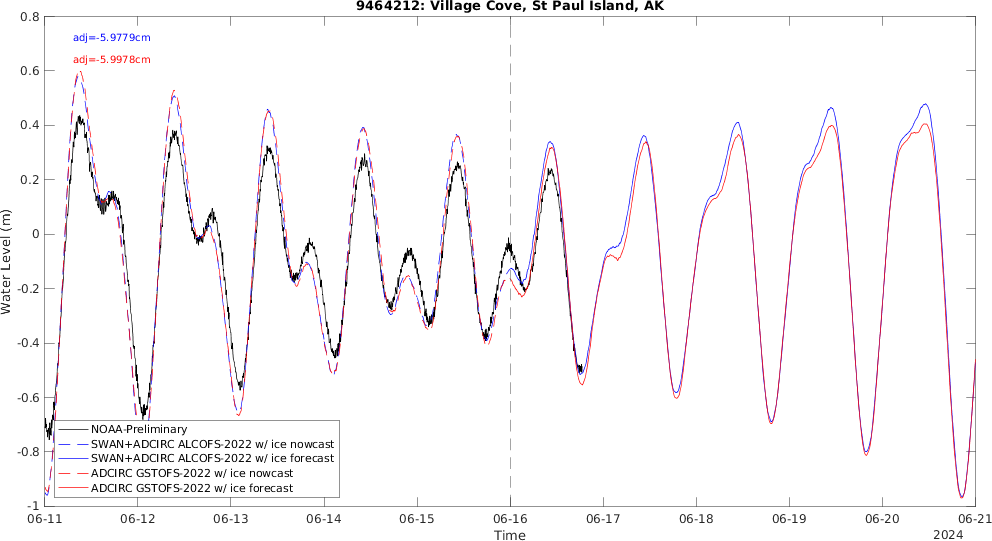 9464212: Village Cove, St Paul Island, AK
adj=-5.9779cm
adj=-5.9978cm
Water Level (m)
0.8
0.6
0.4
0.2
0
-0.2
-0.4
-0.6
-0.8
-1
NOAA-Preliminary
SWAN+ADCIRC ALCOFS-2022 w/ ice nowcast
SWAN+ADCIRC ALCOFS-2022 w/ ice forecast
ADCIRC GSTOFS-2022 w/ ice nowcast
ADCIRC GSTOFS-2022 w/ ice forecast
06-11 06-12 06-13 06-14 06-15 06-16 06-17 06-18 06-19 06-20 06-21
Time
2024